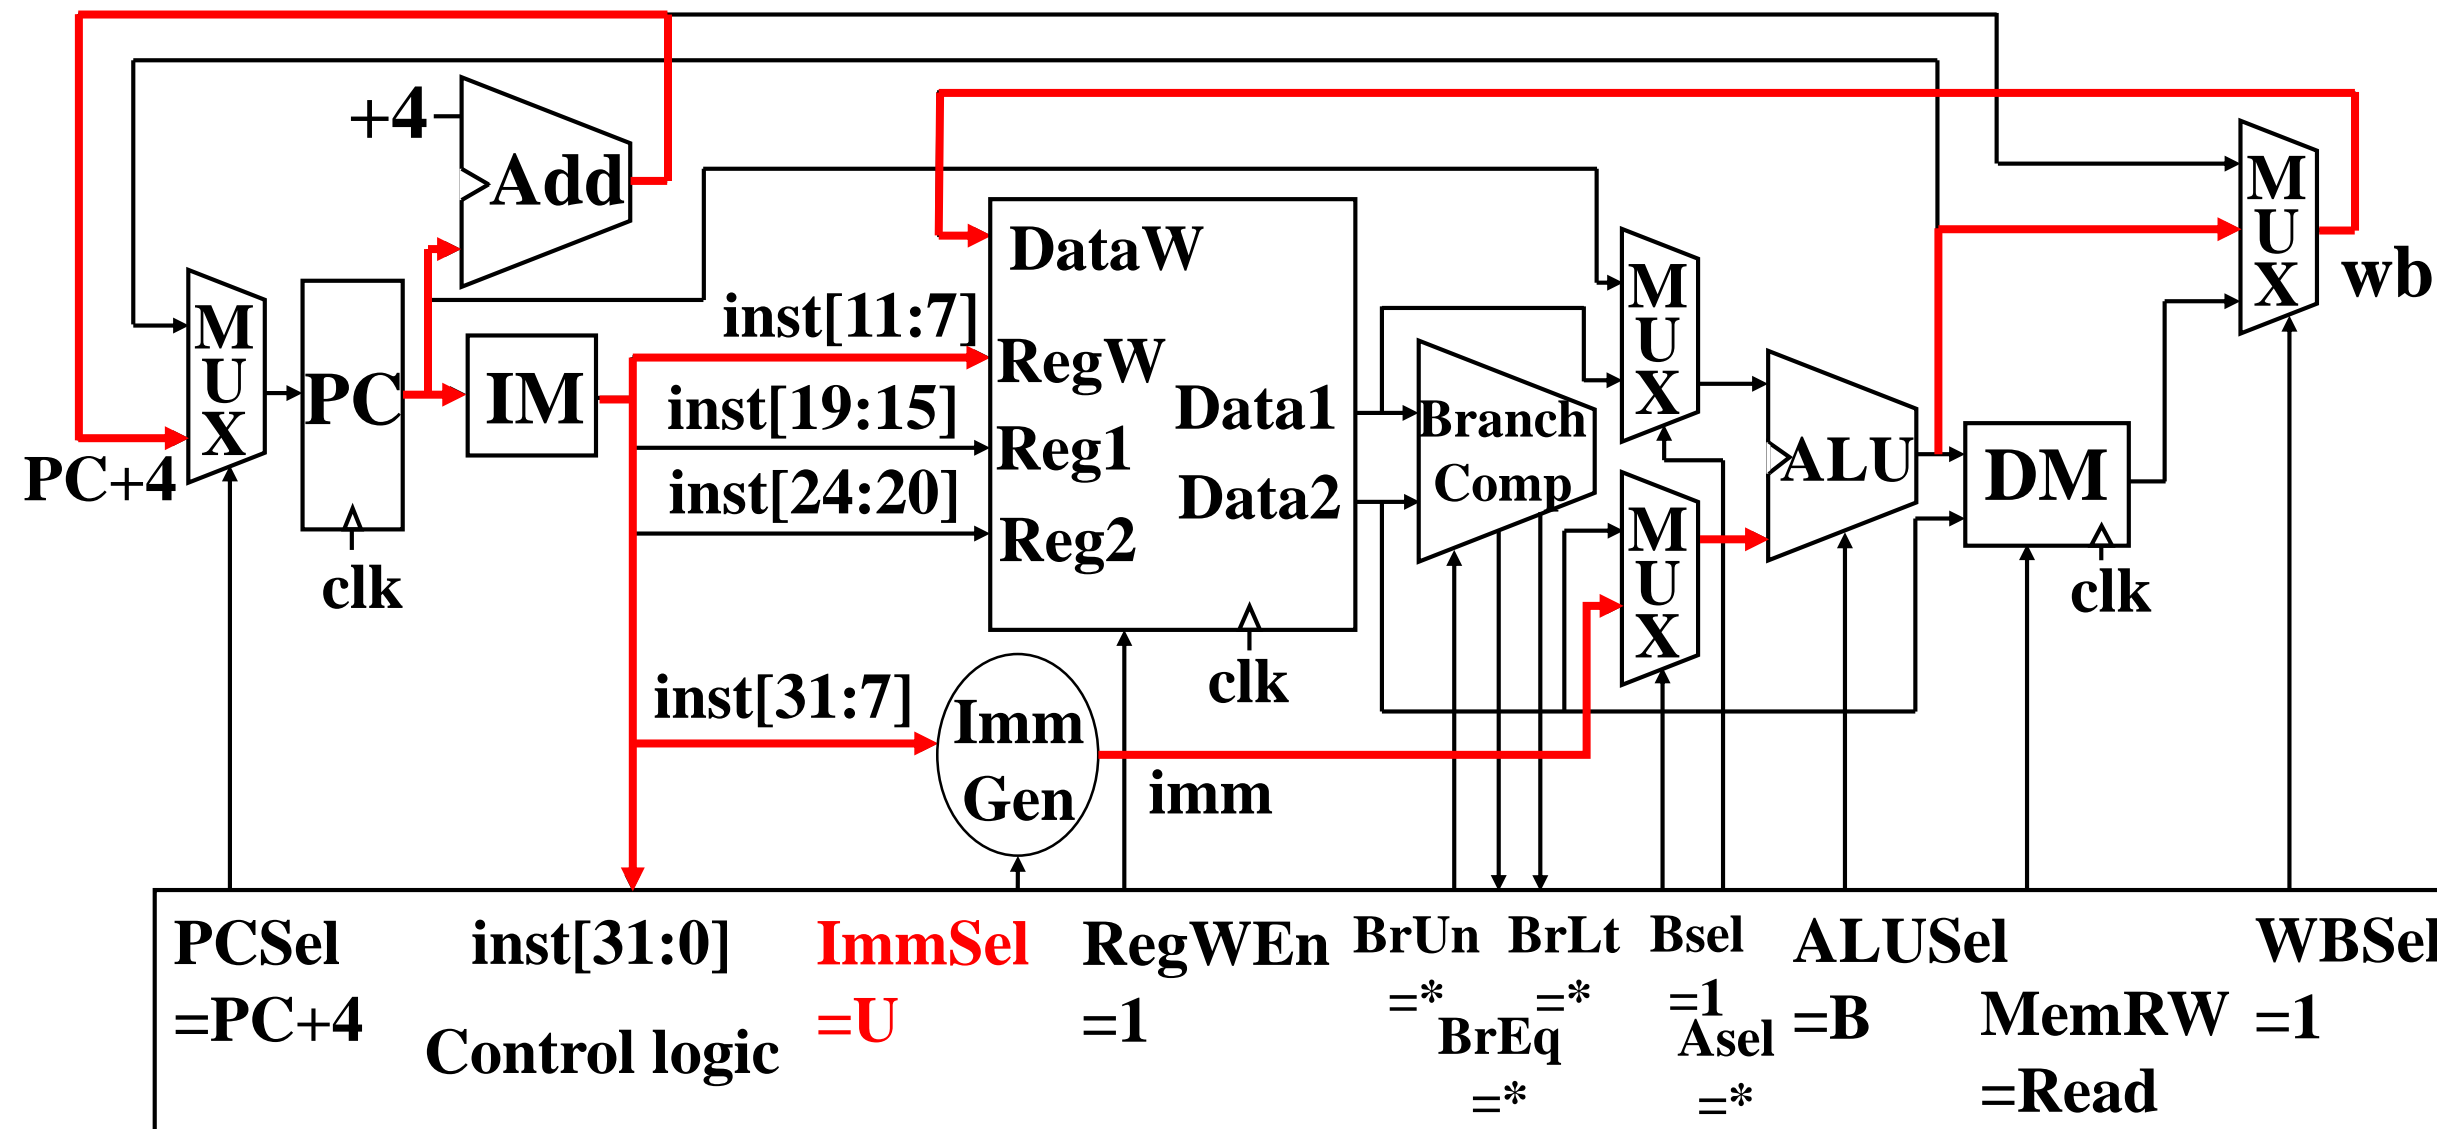 +4
Add
M
U
X
PC+4
PC
clk
IM
inst[11:7]
inst[19:15]
inst[24:20]
inst[31:7]
DataW
RegW
Reg1
Reg2
Data1
Data2
clk
Imm
Gen
imm
Branch
Comp
M
U
X
M
U
X
ALU
DM
clk
M
U
X
wb
PCSel
=PC+4
inst[31:0]
Control logic
ImmSel
=U
RegWEn
=1
BrUn
=*
BrLt
=*
BrEq
=*
Bsel
=1
Asel
=*
ALUSel
=B
MemRW
=Read
WBSel
=1